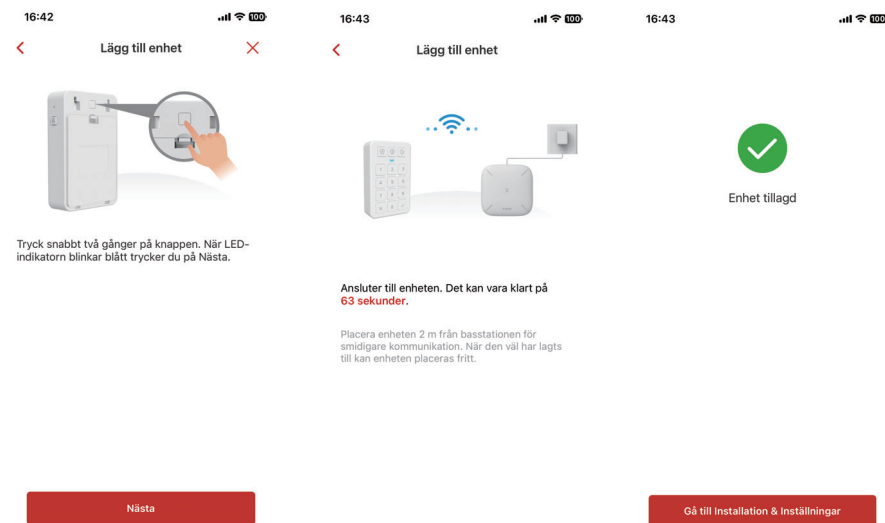 16:42
100
Lägg till enhet
Tryck snabbt två gånger på knappen. När LED-
indikatorn blinkar blått trycker du på Nästa.
Nästa
16:43
100
Lägg till enhet
Ansluter till enheten. Det kan vara klart på
63 sekunder.
Placera enheten 2 m från basstationen för
smidigare kommunikation. När den väl har lagts
till kan enheten placeras fritt.
16:43
100
Enhet tillagd
Gå till Installation & Inställningar